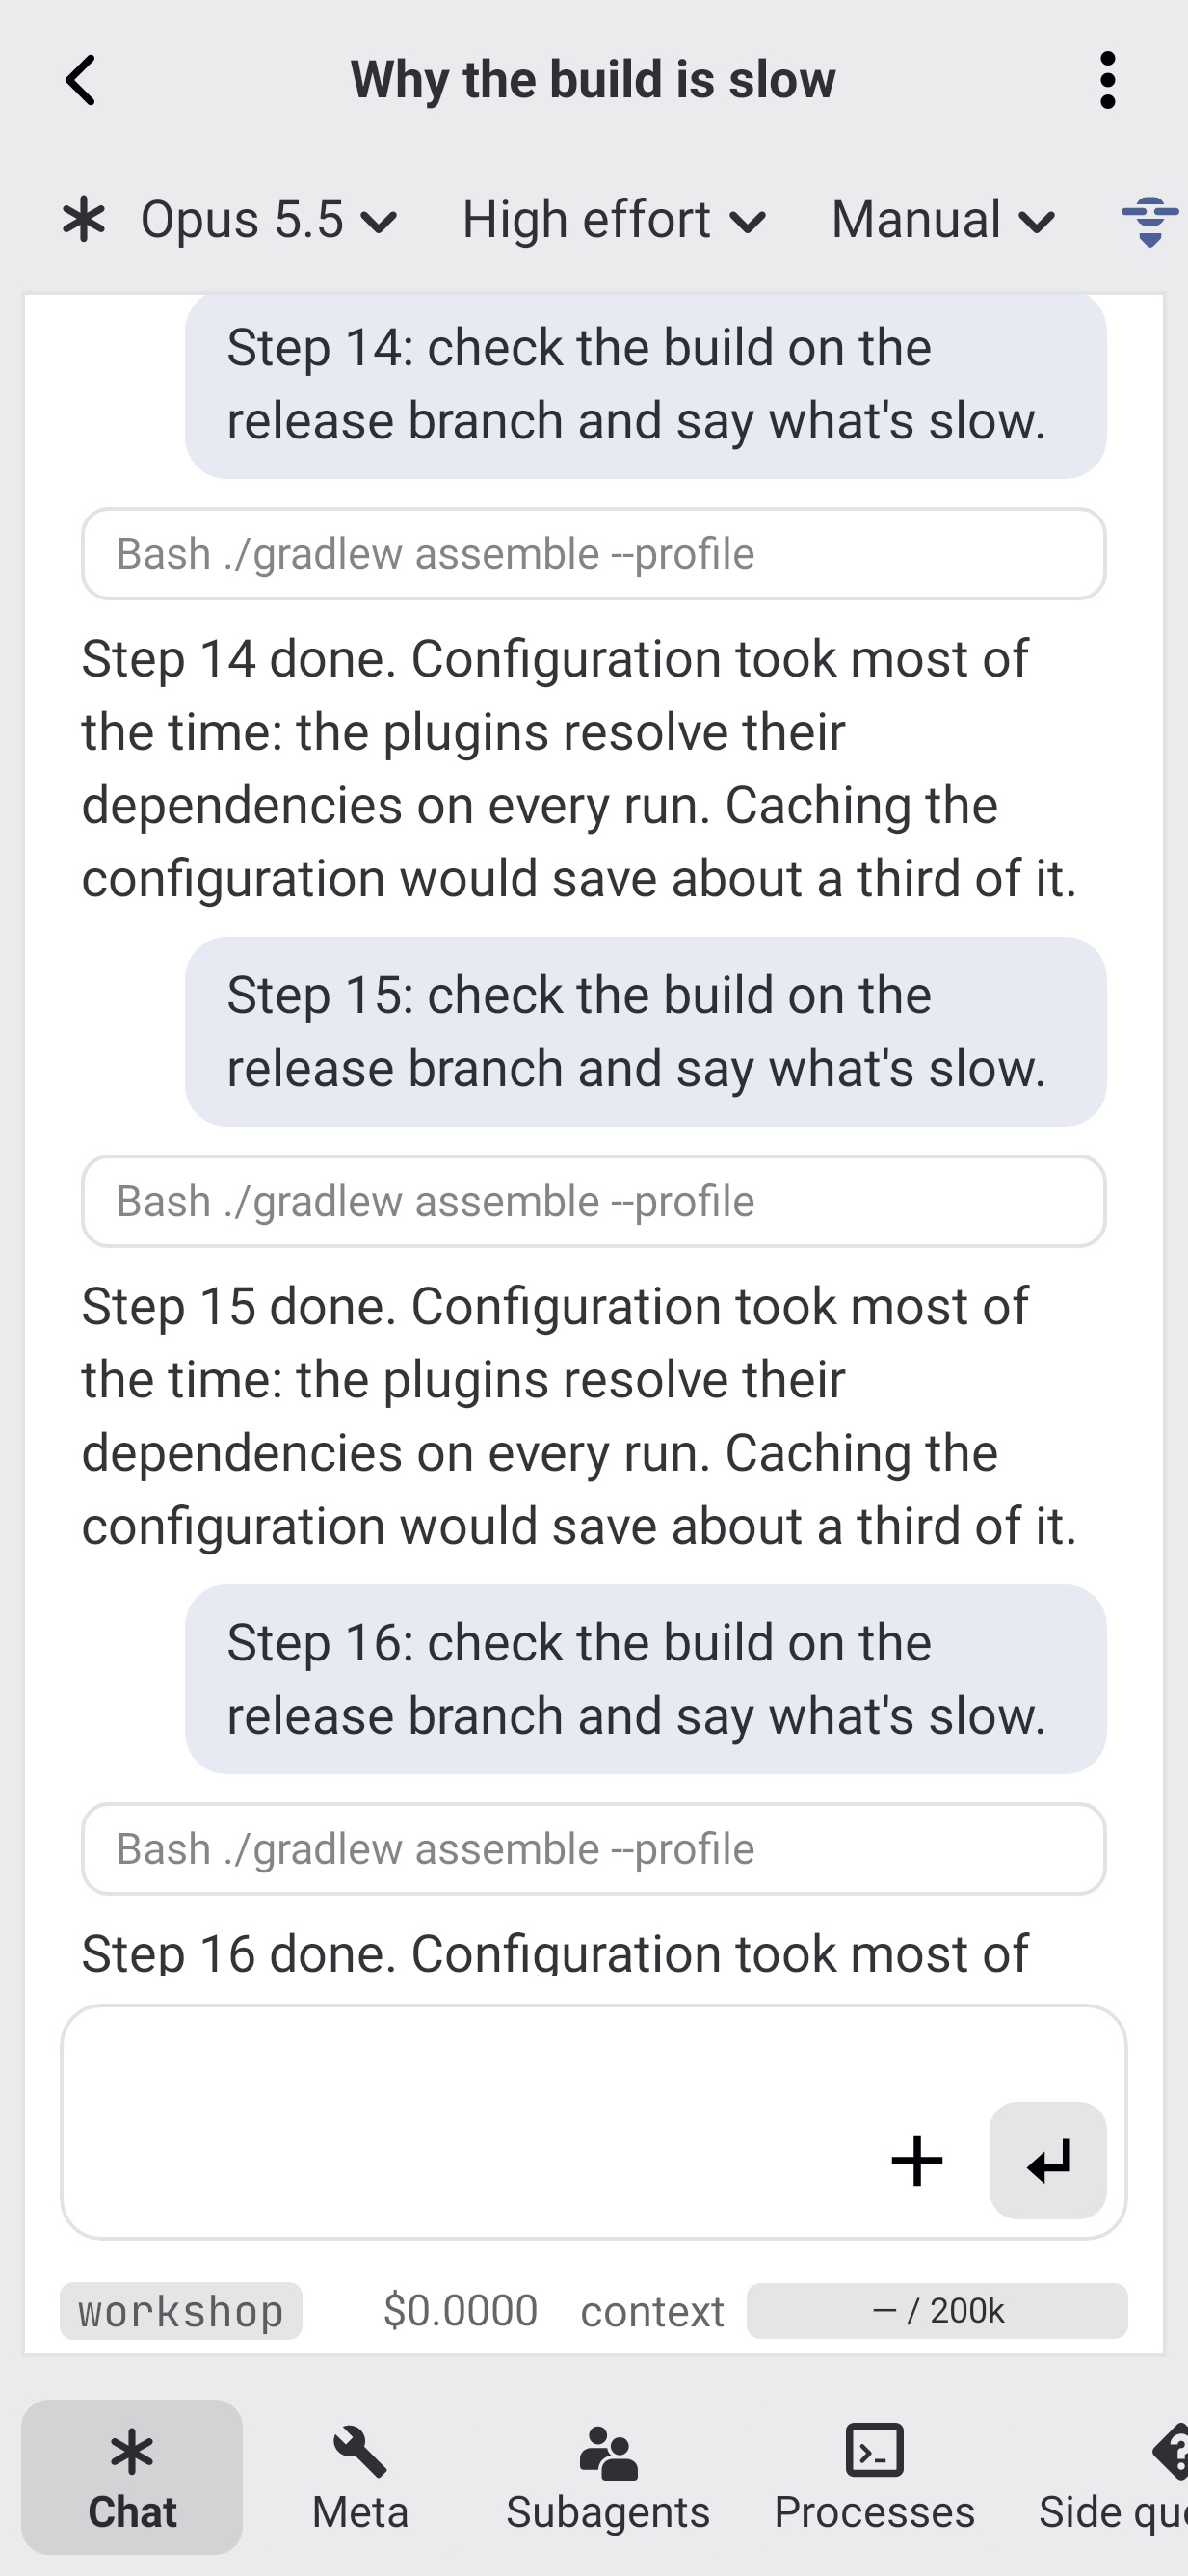 Why the build is slow
Opus 5.5 High effort Manual
Step 14: check the build on the
release branch and say what's slow.
Bash ./gradlew assemble --profile
Step 14 done. Configuration took most of
the time: the plugins resolve their
dependencies on every run. Caching the
configuration would save about a third of it.
Step 15: check the build on the
release branch and say what's slow.
Bash ./gradlew assemble --profile
Step 15 done. Configuration took most of
the time: the plugins resolve their
dependencies on every run. Caching the
configuration would save about a third of it.
Step 16: check the build on the
release branch and say what's slow.
Bash ./gradlew assemble --profile
Step 16 done. Configuration took most of
workshop $0.0000 context – / 200k
Chat Meta Subagents Processes Side